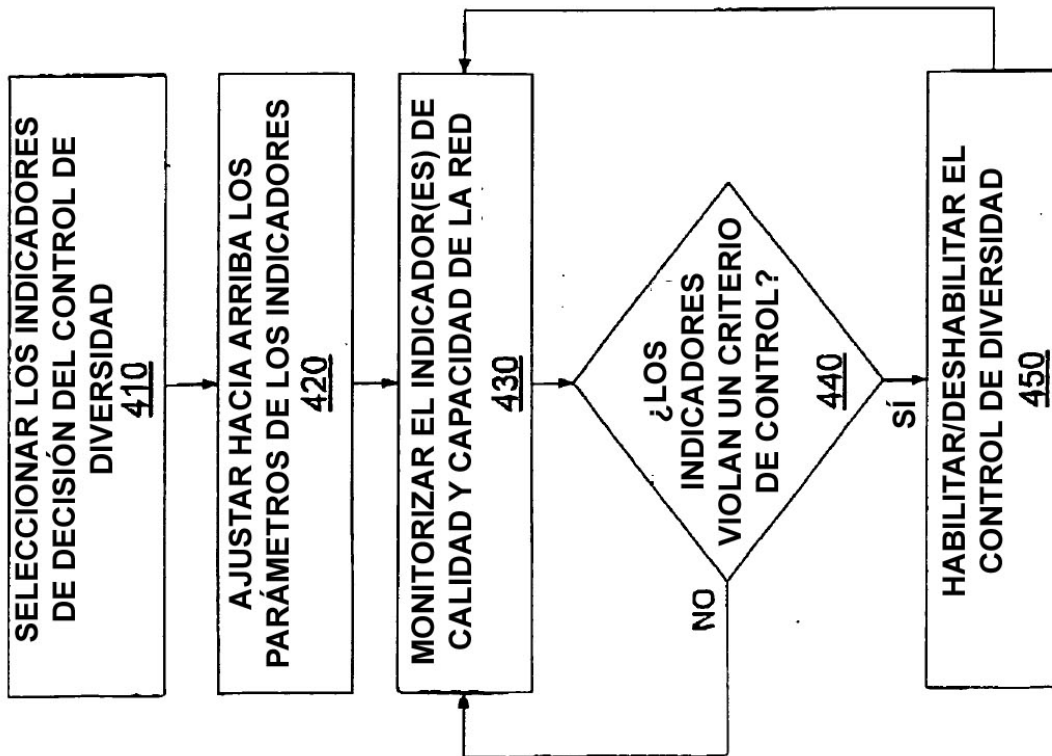 SELECCIONAR LOS INDICADORES
DE DECISIÓN DEL CONTROL DE
DIVERSIDAD
410
AJUSTAR HACIA ARRIBA LOS
PARÁMETROS DE LOS INDICADORES
420
MONITORIZAR EL INDICADOR(ES) DE
CALIDAD Y CAPACIDAD DE LA RED
430
¿LOS
INDICADORES
VIOLAN UN CRITERIO
DE CONTROL?
440
NO
SÍ
HABILITAR/DESHABILITAR EL
CONTROL DE DIVERSIDAD
450